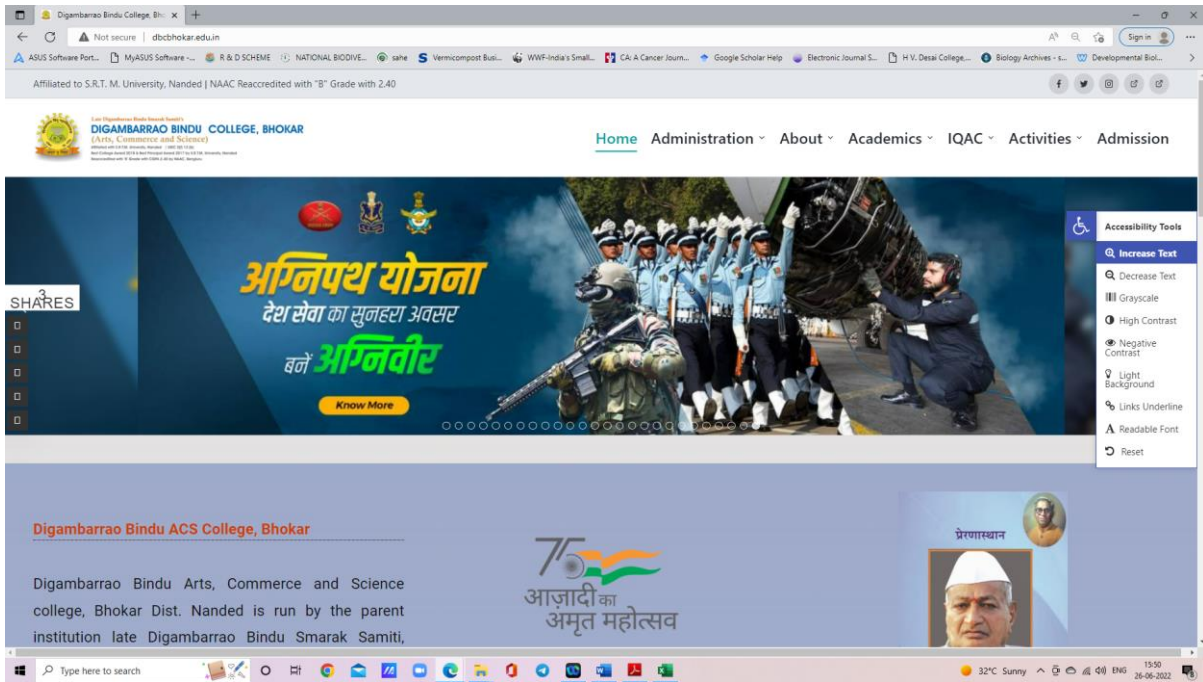 Digambarrao Bindu College, Bho
Not secure | dbcbhokar.edu.in
Sign in
ASUS Software Port...
MyASUS Software -...
R & D SCHEME
NATIONAL BIODIVE...
sahe
Vermicompost Busi...
WWF-India's Small...
CA: A Cancer Journ...
Google Scholar Help
Electronic Journal S...
H V. Desai College,...
Biology Archives - s...
Developmental Biol...
Affiliated to S.R.T. M. University, Nanded | NAAC Reaccredited with "B" Grade with 2.40
Late Digambarrao Bindu Smarak Samiti's
DIGAMBARRAO BINDU COLLEGE, BHOKAR
(Arts, Commerce and Science)
Home Administration About Academics IQAC Activities Admission
अग्निपथ योजना
देश सेवा का सुनहरा अवसर
बनें अग्निवीर
Know More
3
SHARES
Accessibility Tools
Increase Text
Decrease Text
Grayscale
High Contrast
Negative
Contrast
Light
Background
Links Underline
Readable Font
Reset
Digambarrao Bindu ACS College, Bhokar
Digambarrao Bindu Arts, Commerce and Science
college, Bhokar Dist. Nanded is run by the parent
institution late Digambarrao Bindu Smarak Samiti,
75
आज़ादी का
अमृत महोत्सव
प्रेरणास्थान
Type here to search
32°C Sunny
ENG
15:50
26-06-2022